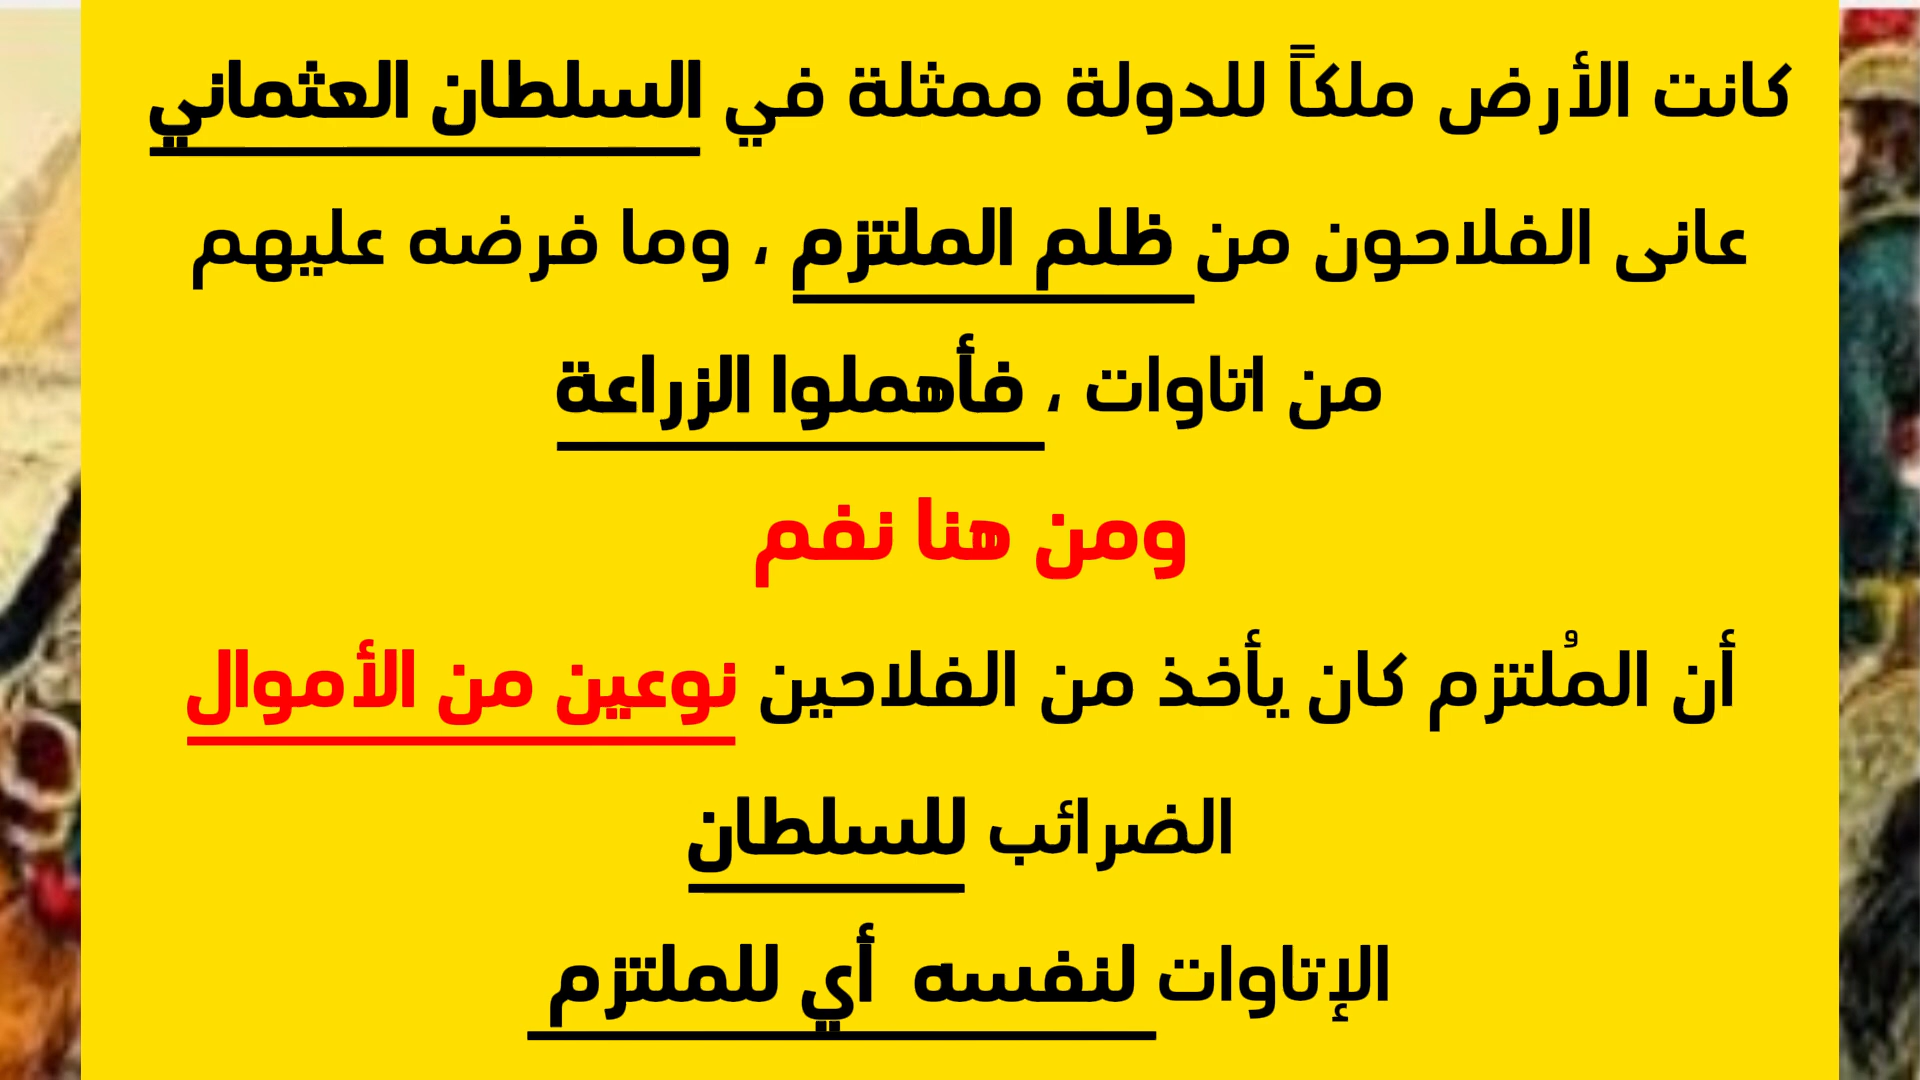 كانت الأرض ملكاً للدولة ممثلة في السلطان العثماني
عانى الفلاحون من ظلم الملتزم ، وما فرضه عليهم
من اتاوات ، فأهملوا الزراعة
ومن هنا نفم
أن المُلتزم كان يأخذ من الفلاحين نوعين من الأموال
الضرائب للسلطان
الإتاوات لنفسه أي للملتزم